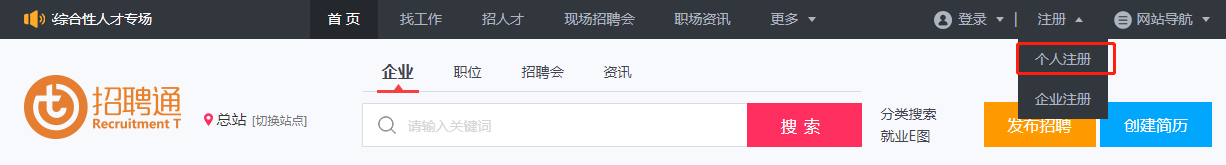 综合性人才专场 首 页 找工作 招人才 现场招聘会 职场资讯 更多 登录 | 注册 网站导航
企业 职位 招聘会 资讯 个人注册
招聘通
Recruitment T
总站 [切换站点]
请输入关键词 搜 索
分类搜索
就业E图
企业注册
发布招聘 创建简历